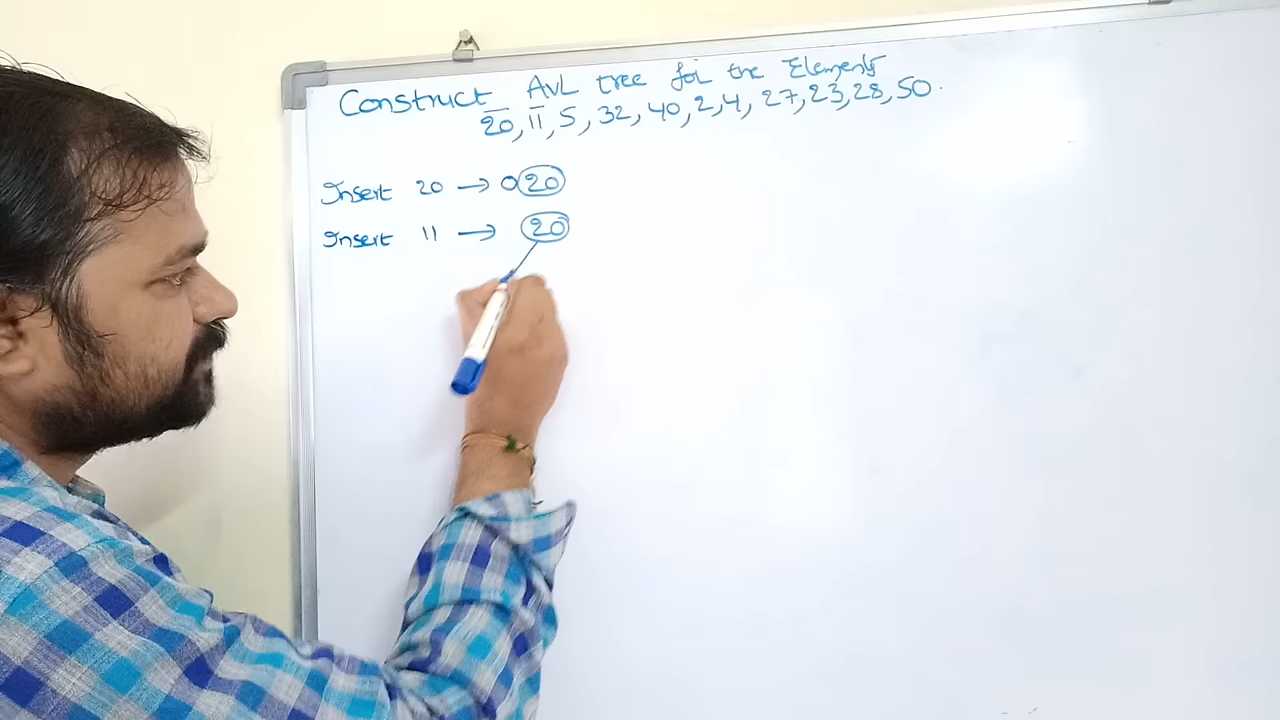 Construct AVL tree for the Elements
20, 11, 5, 32, 40, 2, 4, 27, 23, 28, 50.
Insert 20 → 0 20
Insert 11 → 20